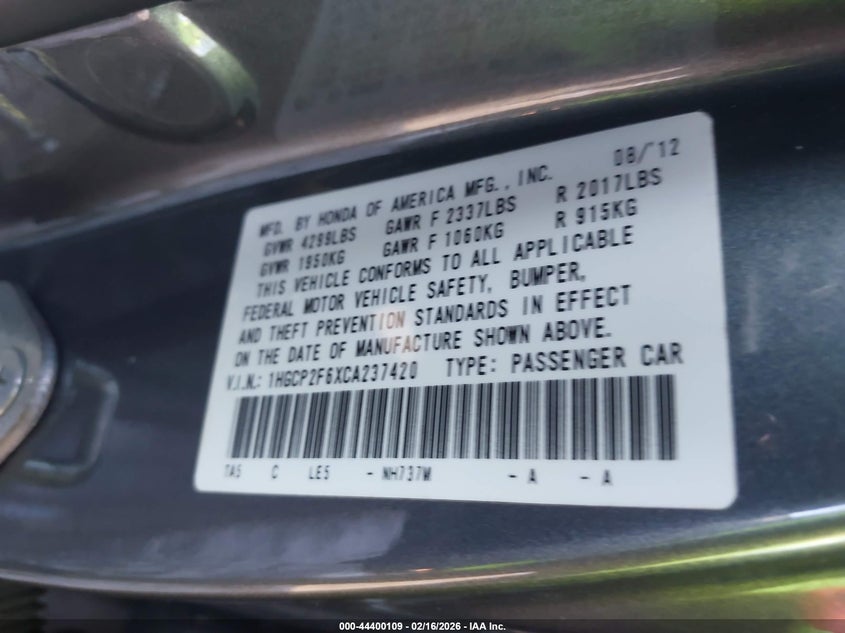 MFD. BY HONDA OF AMERICA MFG., INC. 08/12
GVWR 4299LBS GAWR F 2337LBS R 2017LBS
GVWR 1950KG GAWR F 1060KG R 915KG
THIS VEHICLE CONFORMS TO ALL APPLICABLE
FEDERAL MOTOR VEHICLE SAFETY, BUMPER,
AND THEFT PREVENTION STANDARDS IN EFFECT
ON THE DATE OF MANUFACTURE SHOWN ABOVE.
V.I.N.: 1HGCP2F6XCA237420 TYPE: PASSENGER CAR
TA5 C LE5 - NH737M - A - A
000-44400109 - 02/16/2026 - IAA Inc.